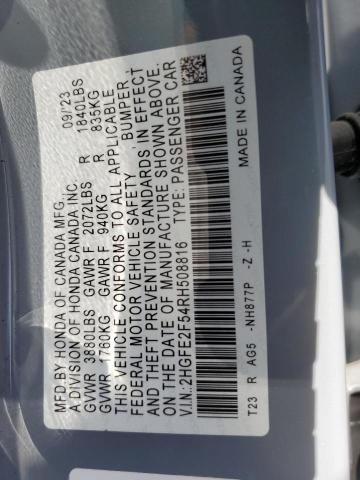 MFD.BY HONDA OF CANADA MFG. 09/23
A DIVISION OF HONDA CANADA INC.
GVWR 3880LBS GAWR F 2072LBS R 1840LBS
GVWR 1760KG GAWR F 940KG R 835KG
THIS VEHICLE CONFORMS TO ALL APPLICABLE
FEDERAL MOTOR VEHICLE SAFETY, BUMPER,
AND THEFT PREVENTION STANDARDS IN EFFECT
ON THE DATE OF MANUFACTURE SHOWN ABOVE.
V.I.N.: 2HGFE2F54RH508816 TYPE: PASSENGER CAR
T23 R AG5 -NH877P -Z -H MADE IN CANADA